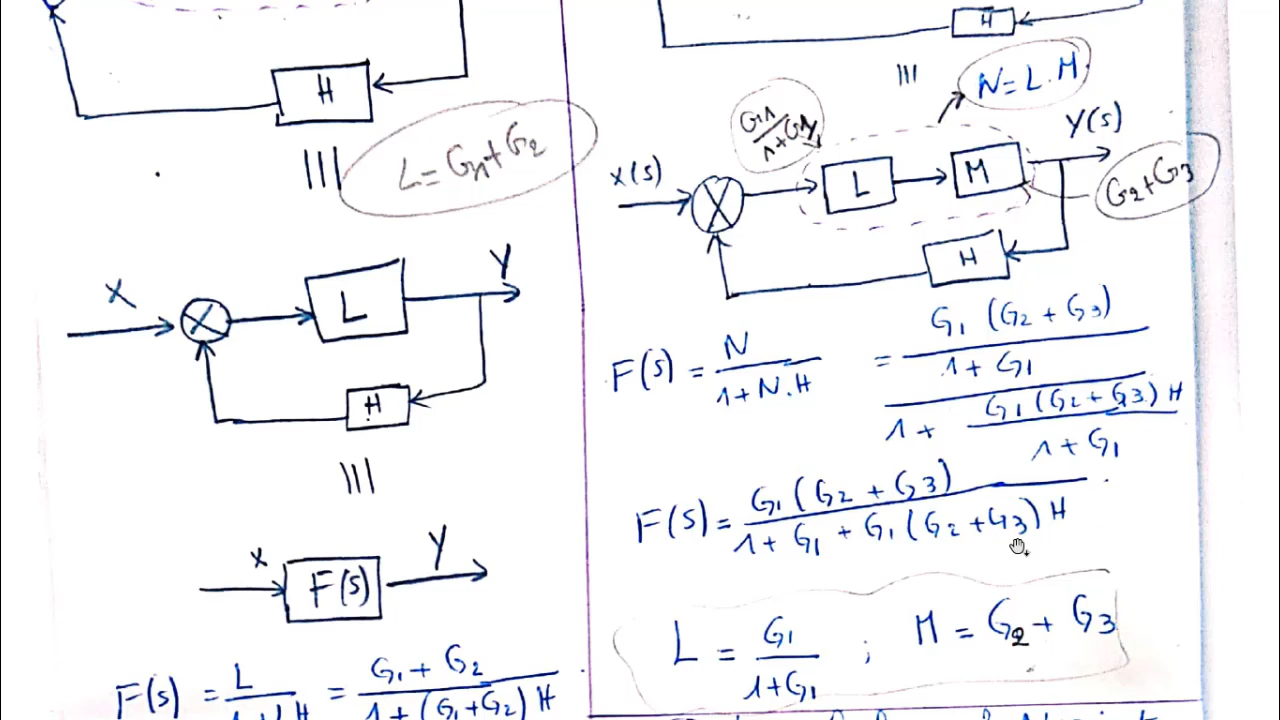 H
|||
L = G1 + G2
X
L
Y
H
|||
X
F(s)
Y
F(s) = L / 1 + L.H = G1 + G2 / 1 + (G1 + G2) H
H
|||
N = L.M
G1 / 1 + G1
Y(s)
X(s)
L
M
G2 + G3
H
F(s) = N / 1 + N.H = G1 (G2 + G3) / 1 + G1 / 1 + G1 (G2 + G3) H / 1 + G1
F(s) = G1 (G2 + G3) / 1 + G1 + G1 (G2 + G3) H
L = G1 / 1 + G1 ; M = G2 + G3